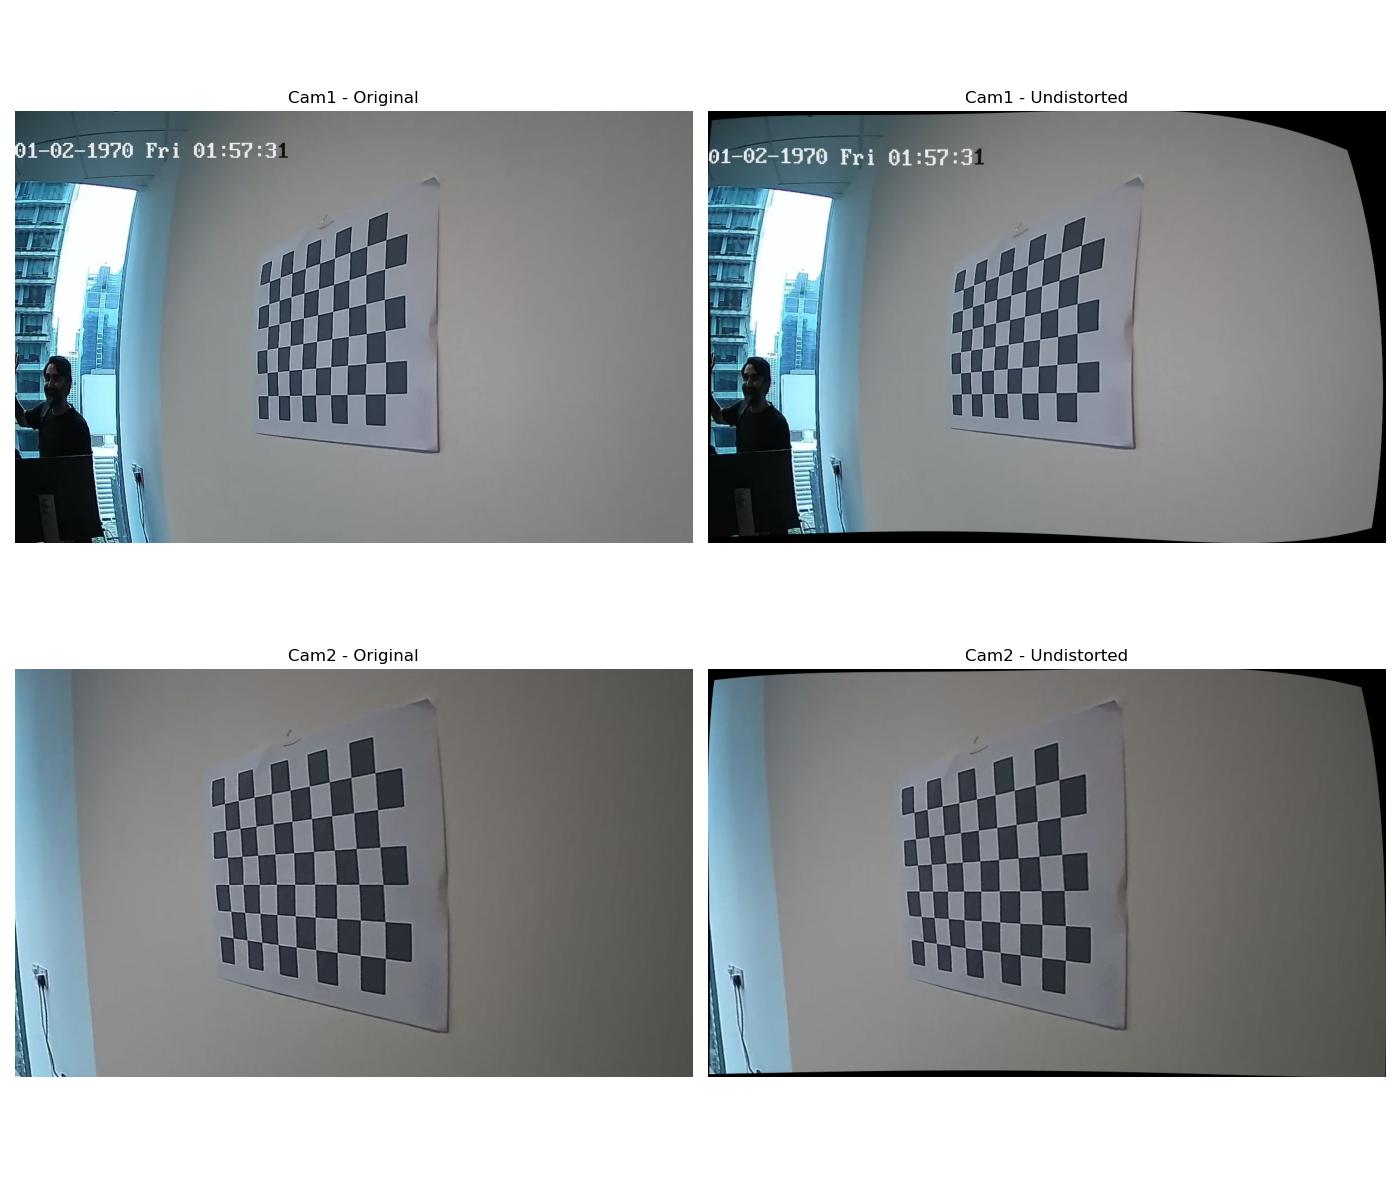 Cam1 - Original
Cam1 - Undistorted
01-02-1970 Fri 01:57:31
01-02-1970 Fri 01:57:31
Cam2 - Original
Cam2 - Undistorted